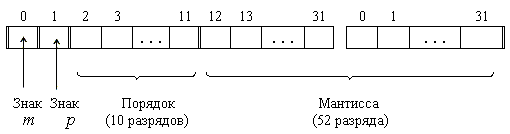 0 1 2 3 11 12 13 31 0 1 31
... ... ...
Знак Знак Порядок Мантисса
m p (10 разрядов) (52 разряда)